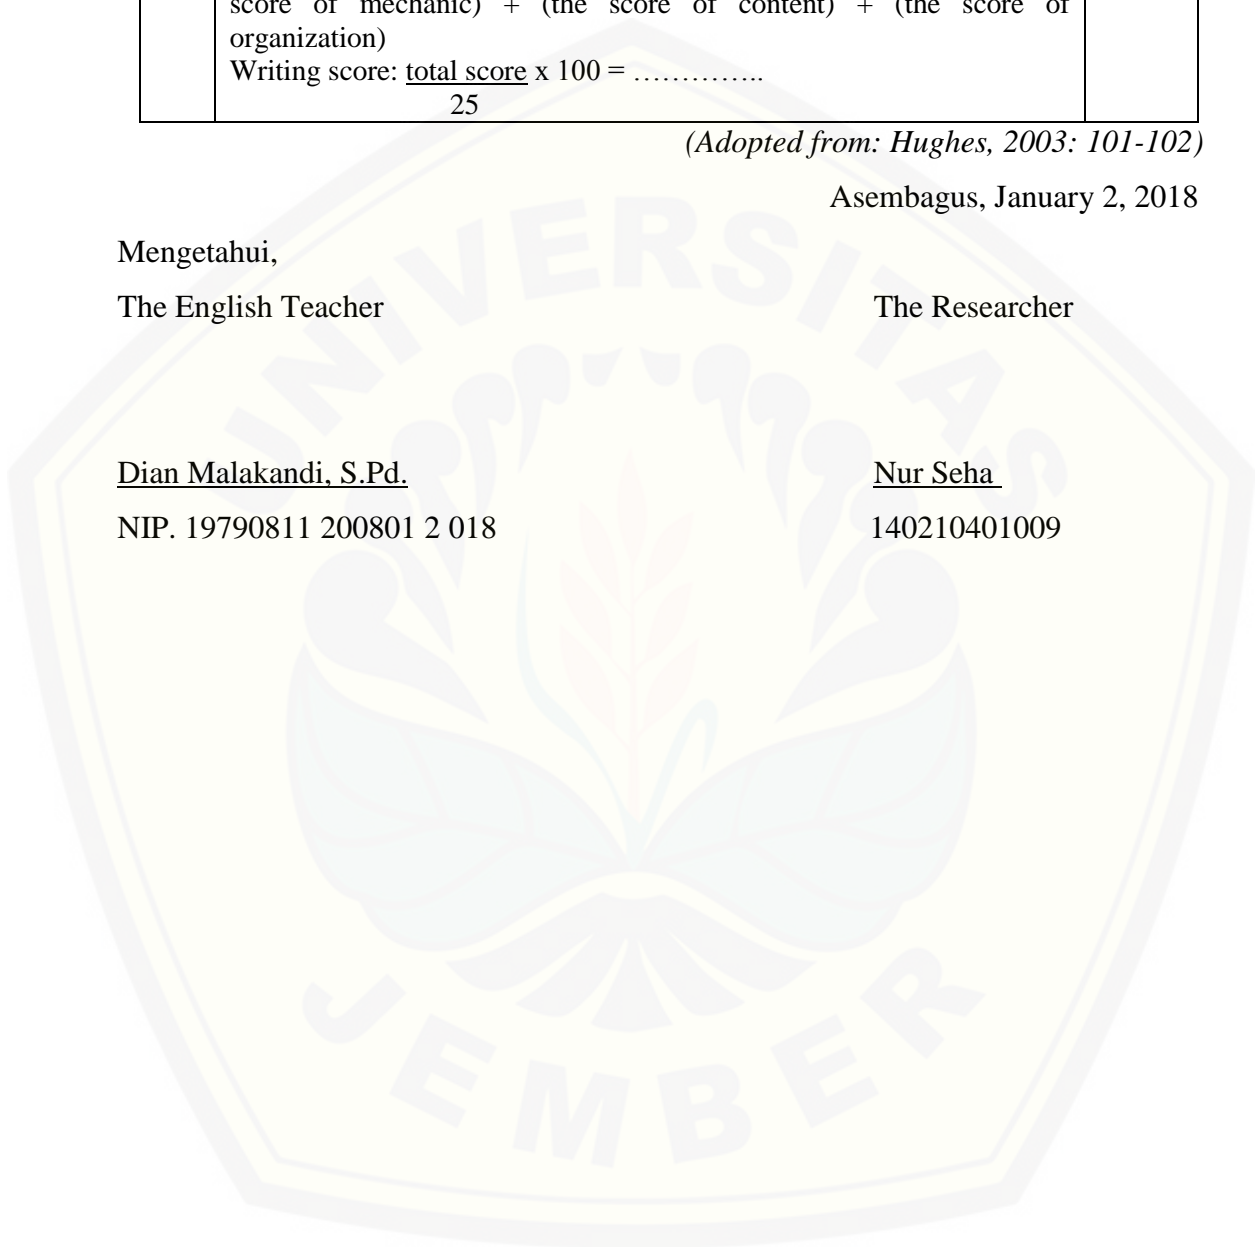 score of mechanic) + (the score of content) + (the score of
organization)
Writing score: total score x 100 = …………..
25
(Adopted from: Hughes, 2003: 101-102)
Asembagus, January 2, 2018
Mengetahui,
The English Teacher The Researcher
Dian Malakandi, S.Pd. Nur Seha
NIP. 19790811 200801 2 018 140210401009
UNIVERSITAS
JEMBER